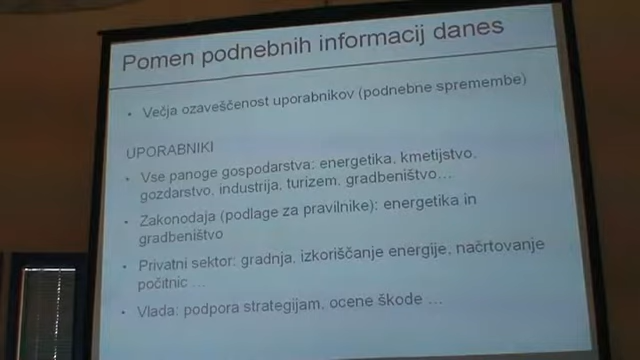 Pomen podnebnih informacij danes
• Večja ozaveščenost uporabnikov (podnebne spremembe)
UPORABNIKI
• Vse panoge gospodarstva: energetika, kmetijstvo,
gozdarstvo, industrija, turizem, gradbeništvo...
• Zakonodaja (podlage za pravilnike): energetika in
gradbeništvo
• Privatni sektor: gradnja, izkoriščanje energije, načrtovanje
počitnic ...
• Vlada: podpora strategijam, ocene škode ...